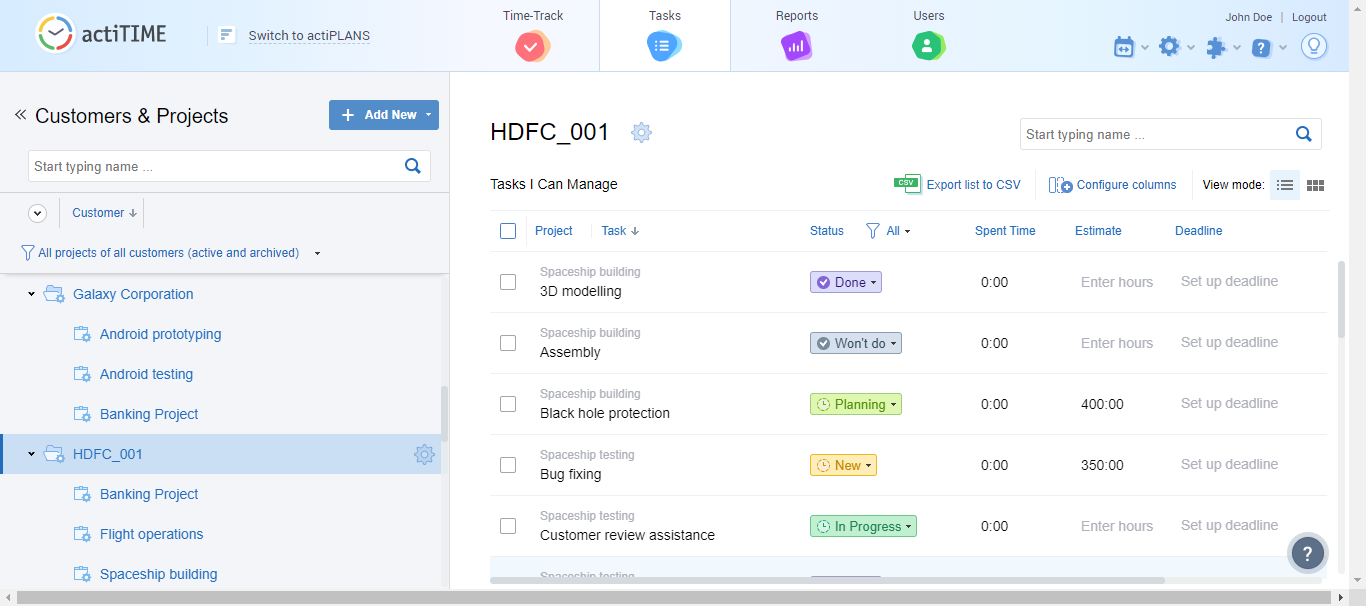 actiTIME
Switch to actiPLANS
Time-Track
Tasks
Reports
Users
John Doe | Logout
Customers & Projects
Add New
Start typing name ...
Customer
All projects of all customers (active and archived)
Galaxy Corporation
Android prototyping
Android testing
Banking Project
HDFC_001
Banking Project
Flight operations
Spaceship building
HDFC_001
Start typing name ...
Tasks I Can Manage
CSV Export list to CSV
Configure columns
View mode:
Project Task Status All Spent Time Estimate Deadline
Spaceship building
3D modelling Done 0:00 Enter hours Set up deadline
Spaceship building
Assembly Won't do 0:00 Enter hours Set up deadline
Spaceship building
Black hole protection Planning 0:00 400:00 Set up deadline
Spaceship testing
Bug fixing New 0:00 350:00 Set up deadline
Spaceship testing
Customer review assistance In Progress 0:00 Enter hours Set up deadline
Spaceship testing
?